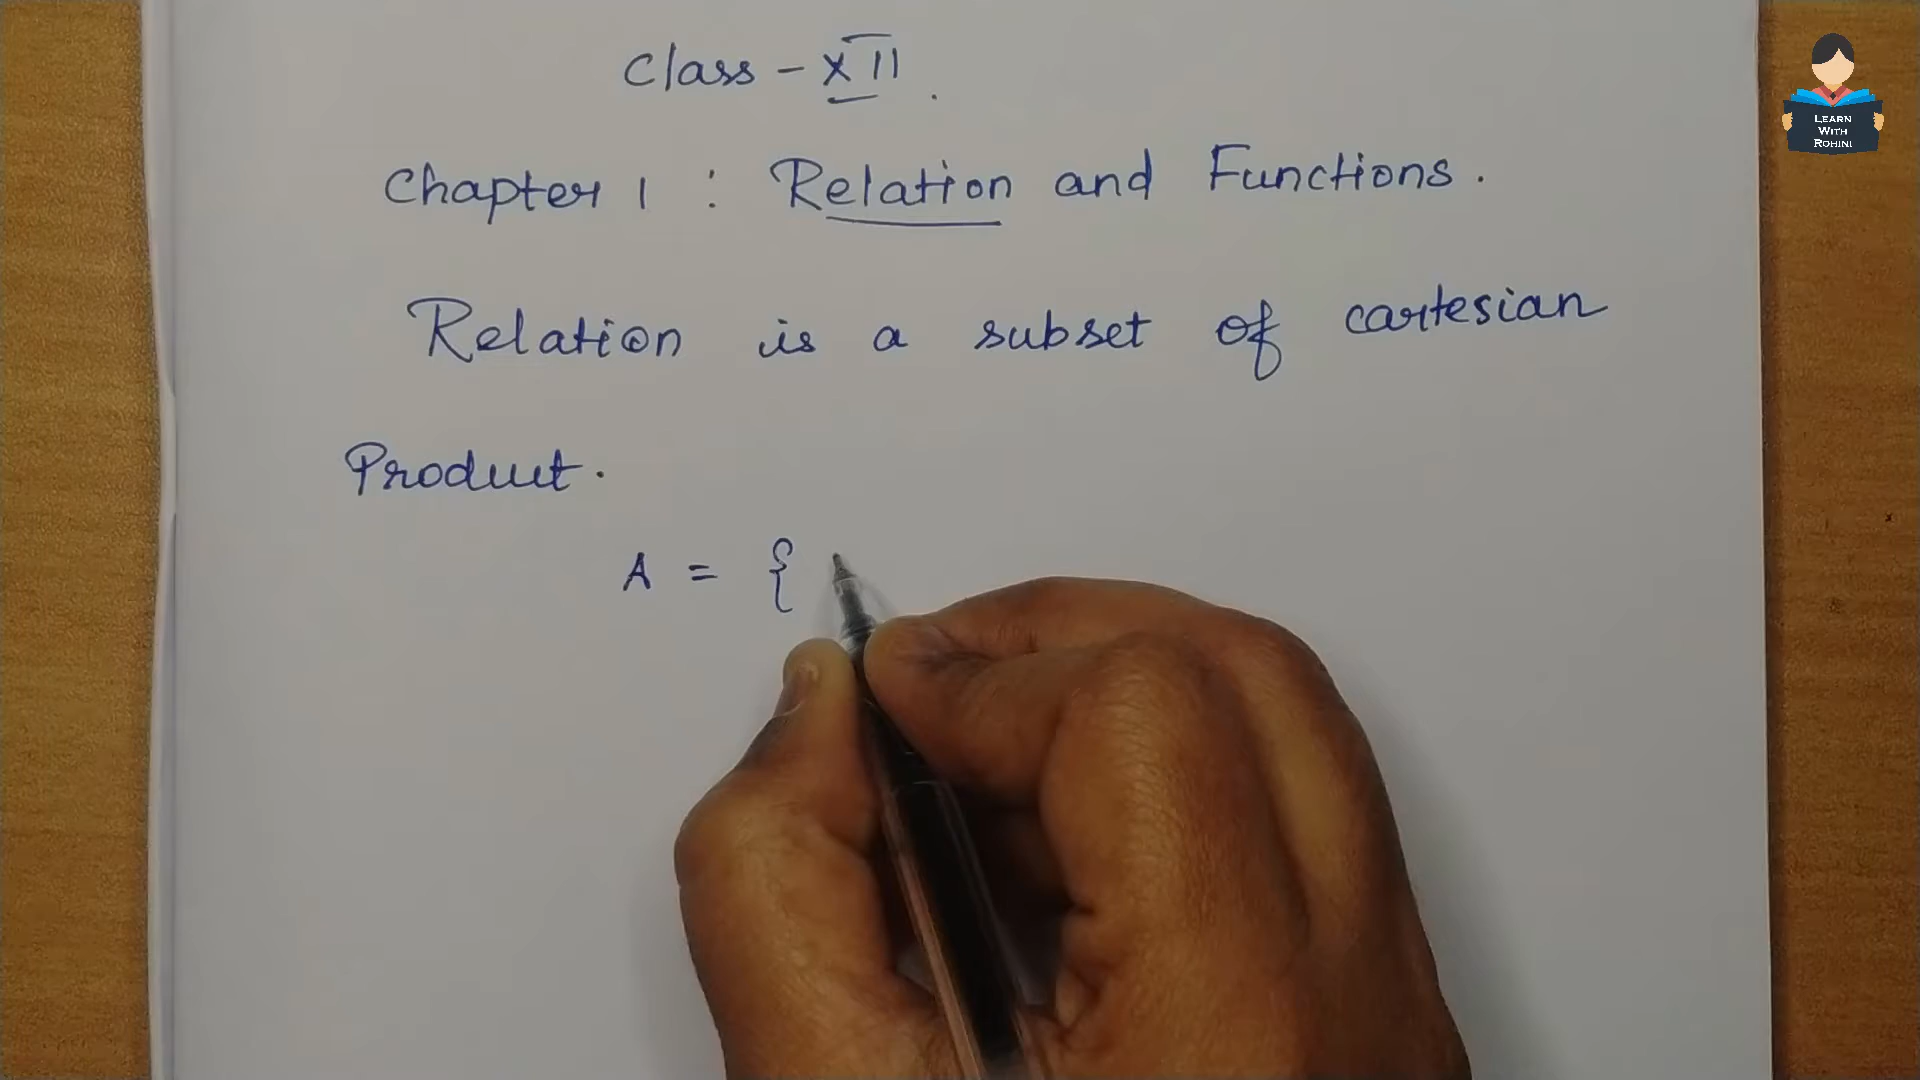 Class - XII.
Chapter 1 : Relation and Functions.
Relation is a subset of cartesian
Product.
A = {
LEARN
WITH
ROHINI